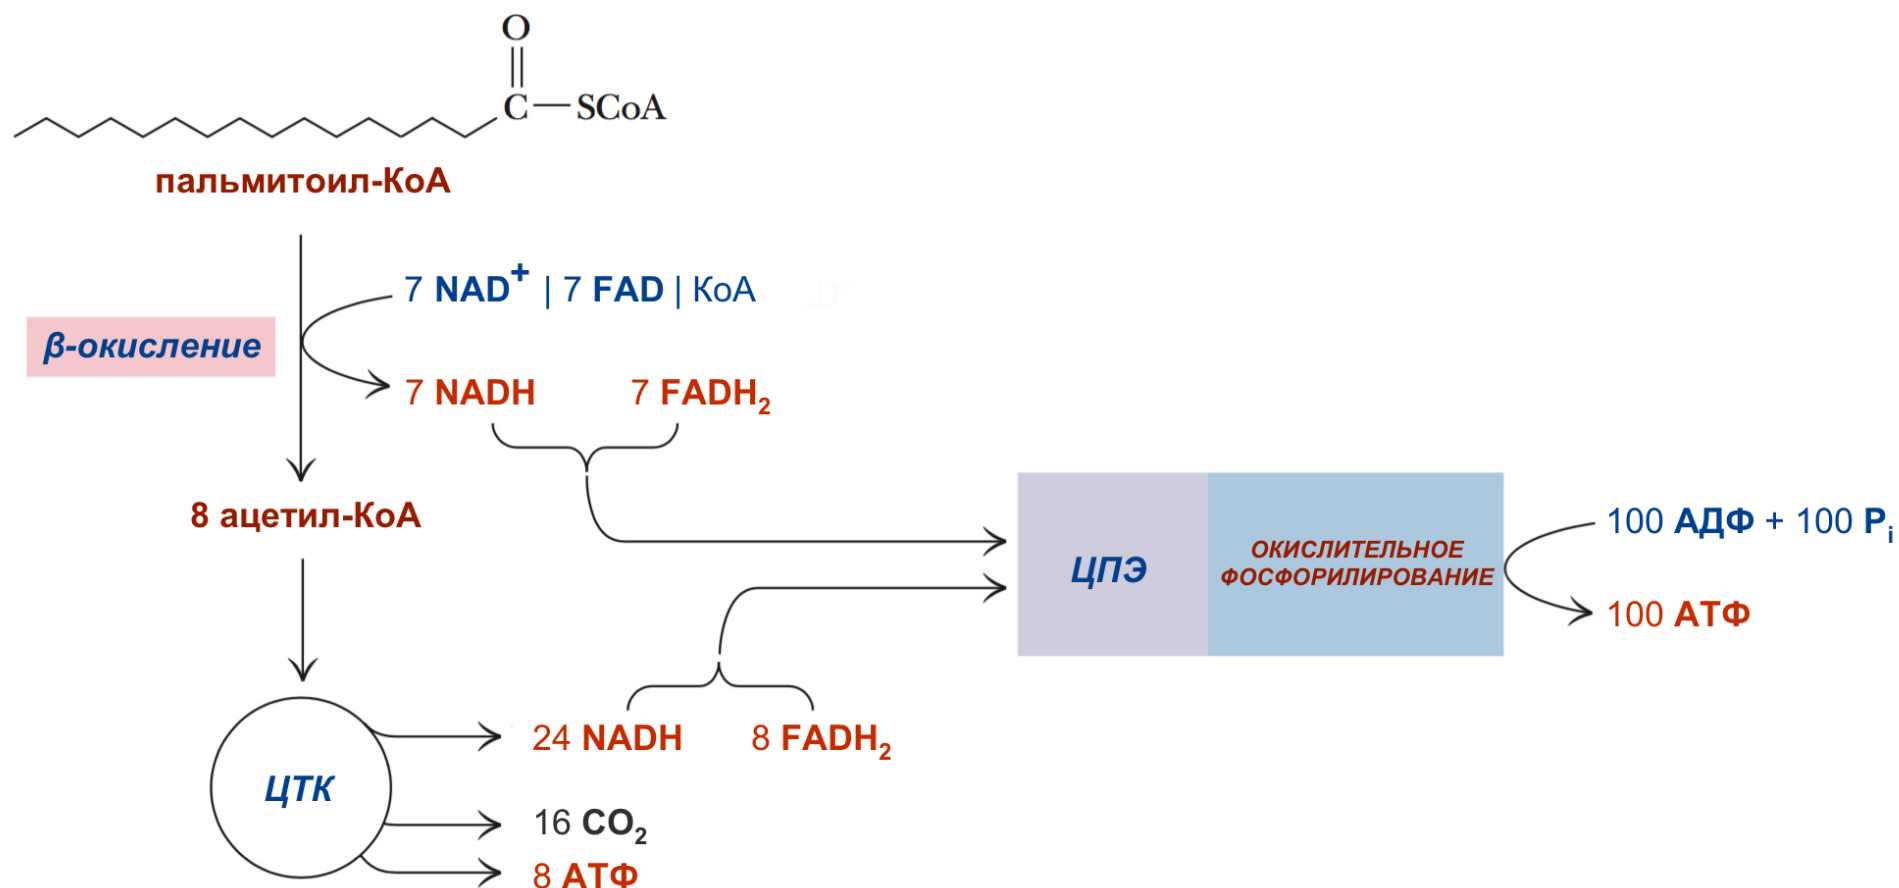 O
C SCoA
пальмитоил-КоА
7 NAD⁺ | 7 FAD | КоА
β-окисление
7 NADH 7 FADH₂
8 ацетил-КоА
ЦПЭ
ОКИСЛИТЕЛЬНОЕ
ФОСФОРИЛИРОВАНИЕ
100 АДФ + 100 Pᵢ
100 АТФ
24 NADH 8 FADH₂
ЦТК
16 CO₂
8 АТФ